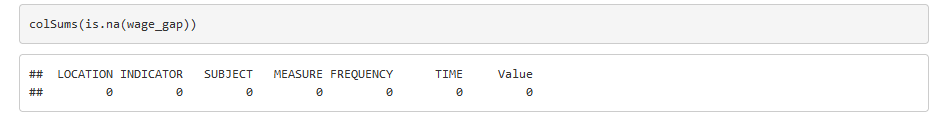 colSums(is.na(wage_gap))
##  LOCATION INDICATOR   SUBJECT   MEASURE FREQUENCY      TIME     Value
##         0         0         0         0         0         0         0